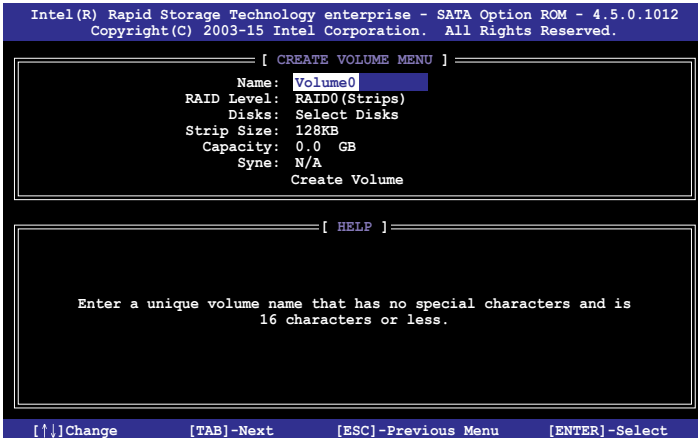 Intel(R) Rapid Storage Technology enterprise - SATA Option ROM - 4.5.0.1012
Copyright(C) 2003-15 Intel Corporation. All Rights Reserved.
[ CREATE VOLUME MENU ]
Name: Volume0
RAID Level: RAID0(Strips)
Disks: Select Disks
Strip Size: 128KB
Capacity: 0.0 GB
Syne: N/A
Create Volume
[ HELP ]
Enter a unique volume name that has no special characters and is
16 characters or less.
[↑↓]Change [TAB]-Next [ESC]-Previous Menu [ENTER]-Select